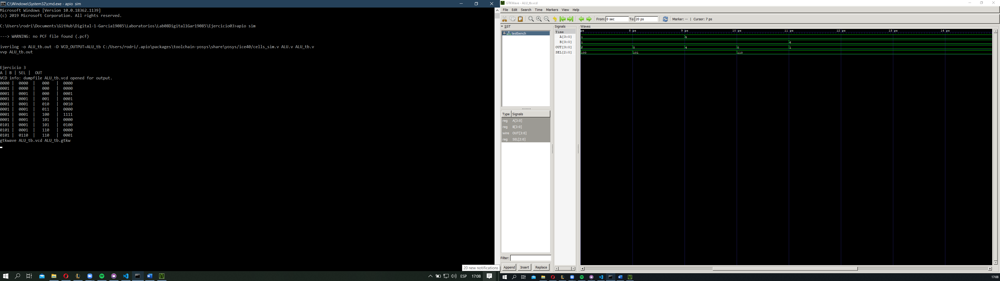 C:\Windows\System32\cmd.exe - apio sim
Microsoft Windows [Version 10.0.18362.1139]
(c) 2019 Microsoft Corporation. All rights reserved.
C:\Users\rodri\Documents\GitHub\Digital-1-Garcia19085\Laboratorios\Lab08Digital1Gar19085\Ejercicio03>apio sim
---> WARNING: no PCF file found (.pcf)
iverilog -o ALU_tb.out -D VCD_OUTPUT=ALU_tb C:/Users/rodri/.apio\packages\toolchain-yosys\share\yosys/ice40/cells_sim.v ALU.v ALU_tb.v
vvp ALU_tb.out
Ejercicio 3
A | B | SEL | OUT
VCD info: dumpfile ALU_tb.vcd opened for output.
0000 | 0000 | 000 | 0000
0001 | 0000 | 000 | 0000
0001 | 0001 | 000 | 0001
0001 | 0001 | 001 | 0001
0001 | 0001 | 010 | 0010
0001 | 0001 | 011 | 0000
0001 | 0001 | 100 | 1111
0001 | 0001 | 101 | 0000
0101 | 0001 | 101 | 0100
0101 | 0001 | 110 | 0000
0101 | 0110 | 110 | 0001
gtkwave ALU_tb.vcd ALU_tb.gtkw
20 new notifications
ESP 17:08
GTKWave - ALU_tb.vcd
File Edit Search Time Markers View Help
From: 0 sec To: 20 ps Marker: -- | Cursor: 7 ps
SST
testbench
Type Signals
reg A[3:0]
reg B[3:0]
wire OUT[3:0]
reg SEL[2:0]
Filter:
Append Insert Replace
Signals
Time
A[3:0]
B[3:0]
OUT[3:0]
SEL[2:0]
Waves
ps 8 ps 9 ps 10 ps 11 ps 12 ps 13 ps 14 ps
1 5
1 6
F 0 4 0 1
100 101 110
17:08